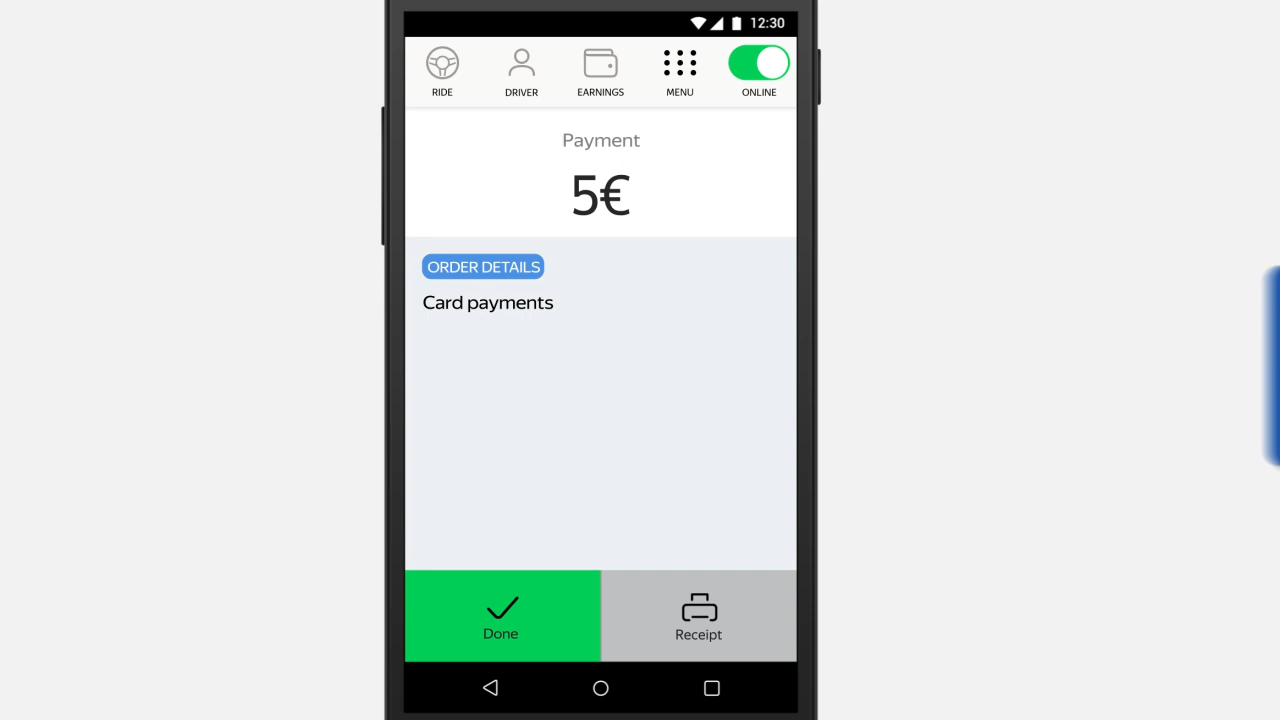 12:30
RIDE DRIVER EARNINGS MENU ONLINE
Payment
5€
ORDER DETAILS
Card payments
Done Receipt